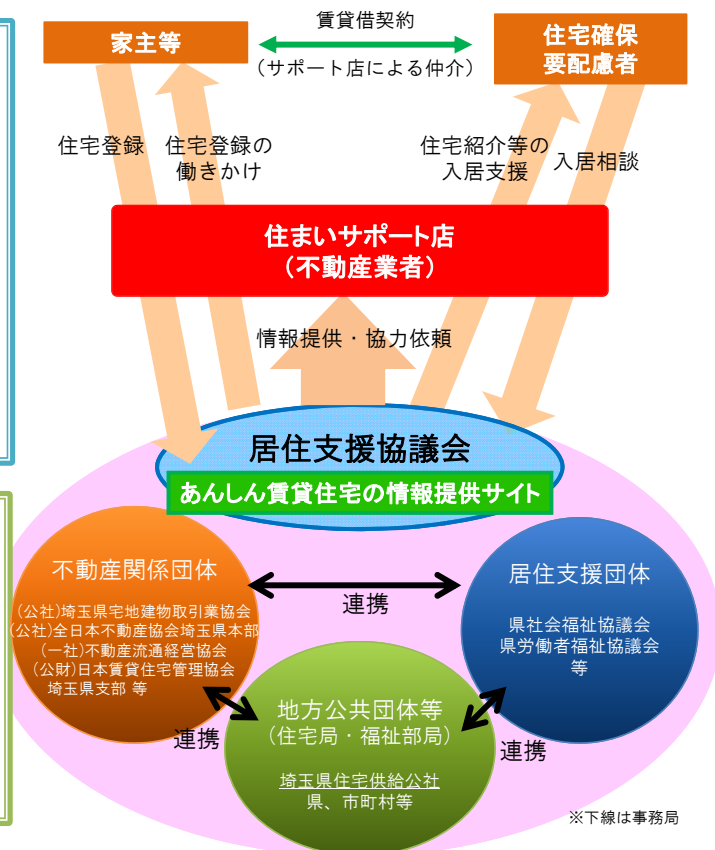 賃貸借契約
家主等
(サポート店による仲介)
住宅確保
要配慮者
住宅登録
住宅登録の
働きかけ
住宅紹介等の
入居支援
入居相談
住まいサポート店
(不動産業者)
情報提供・協力依頼
居住支援協議会
あんしん賃貸住宅の情報提供サイト
不動産関係団体
(公社)埼玉県宅地建物取引業協会
(公社)全日本不動産協会埼玉県本部
(一社)不動産流通経営協会
(公財)日本賃貸住宅管理協会
埼玉県支部 等
連携
居住支援団体
県社会福祉協議会
県労働者福祉協議会
等
連携
地方公共団体等
(住宅局・福祉部局)
埼玉県住宅供給公社
県、市町村等
連携
※下線は事務局